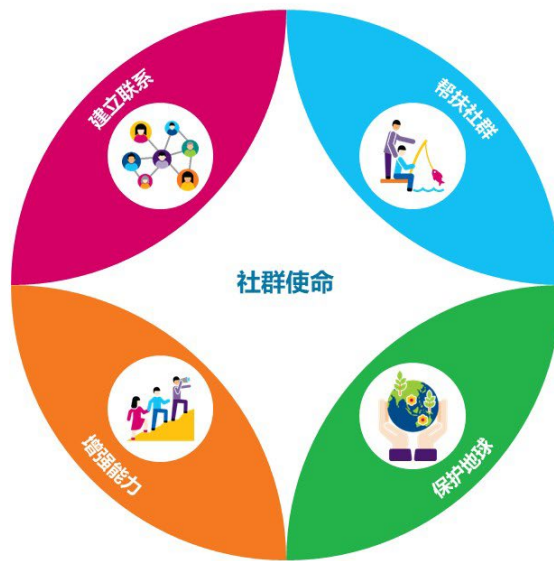 建立联系
帮扶社群
社群使命
增强能力
保护地球